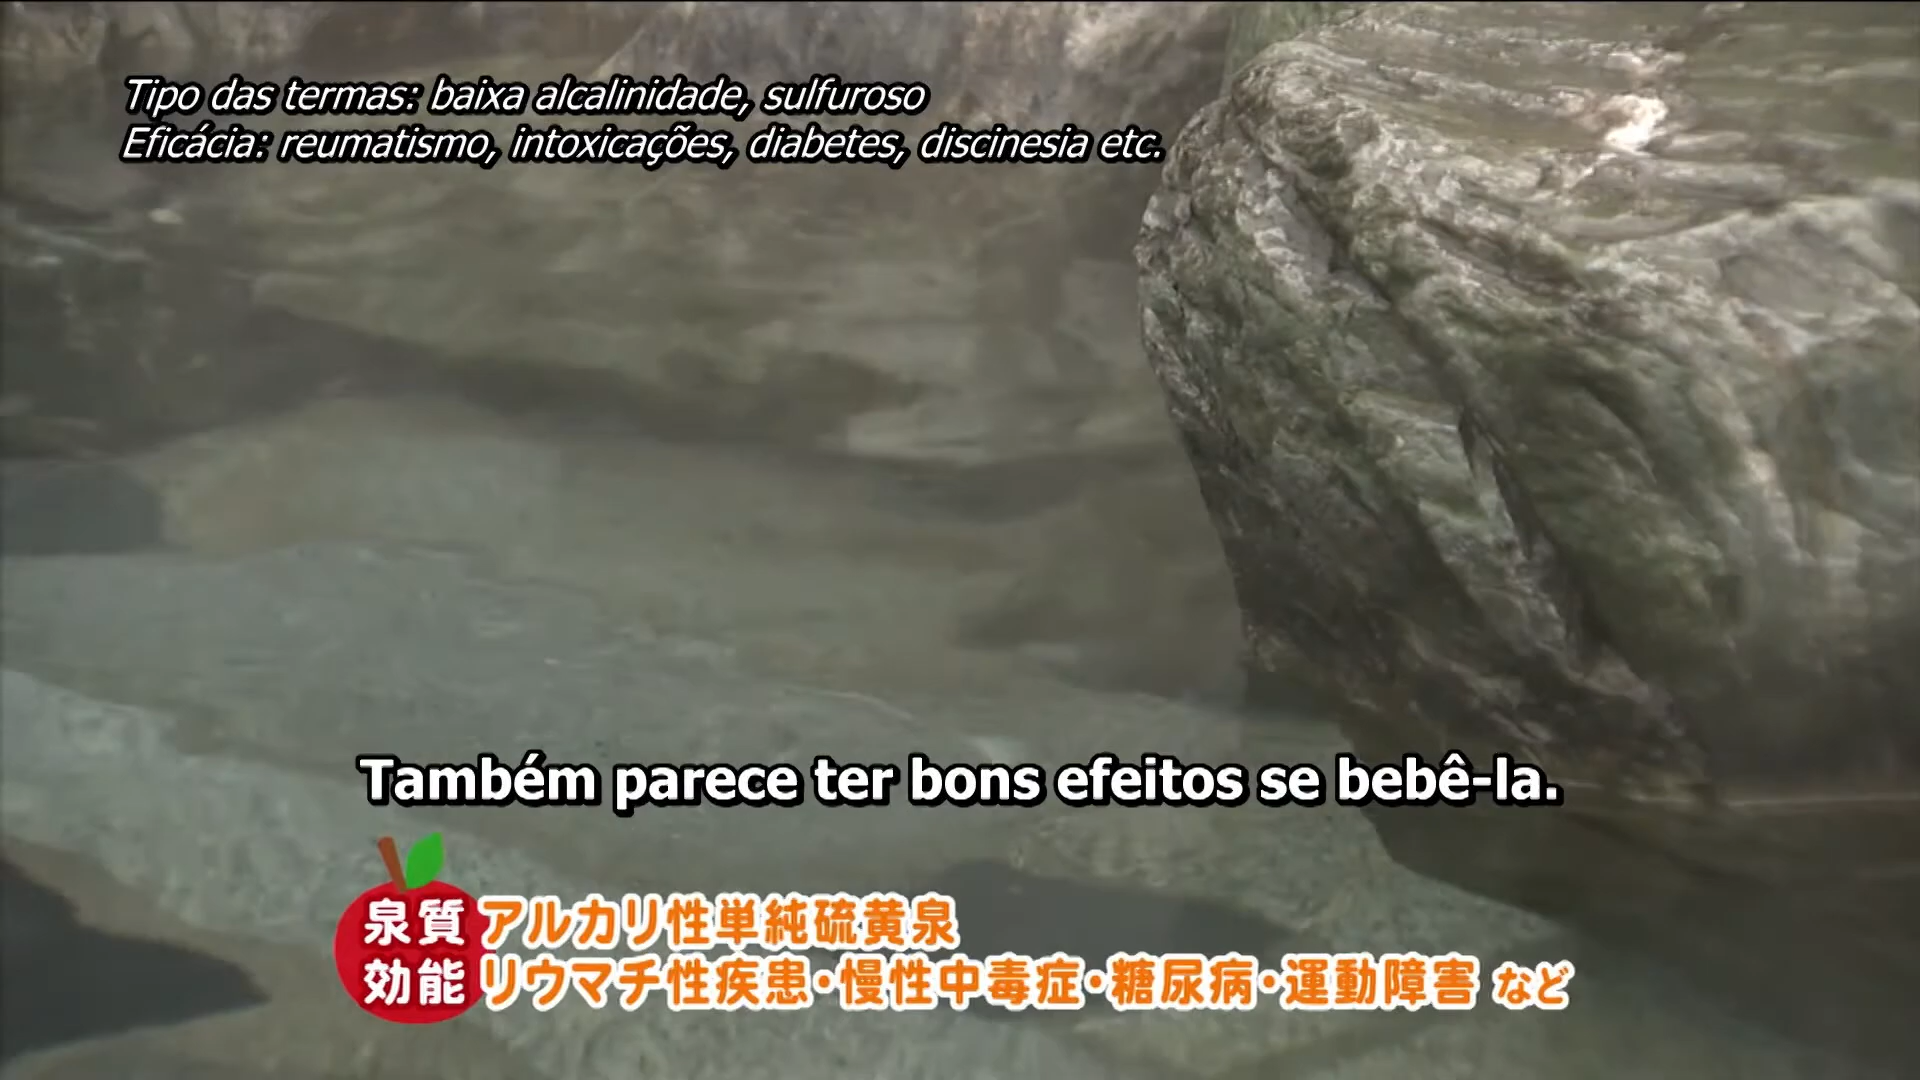 Tipo das termas: baixa alcalinidade, sulfuroso
Eficácia: reumatismo, intoxicações, diabetes, discinesia etc.
Também parece ter bons efeitos se bebê-la.
泉質 アルカリ性単純硫黄泉
効能 リウマチ性疾患・慢性中毒症・糖尿病・運動障害 など